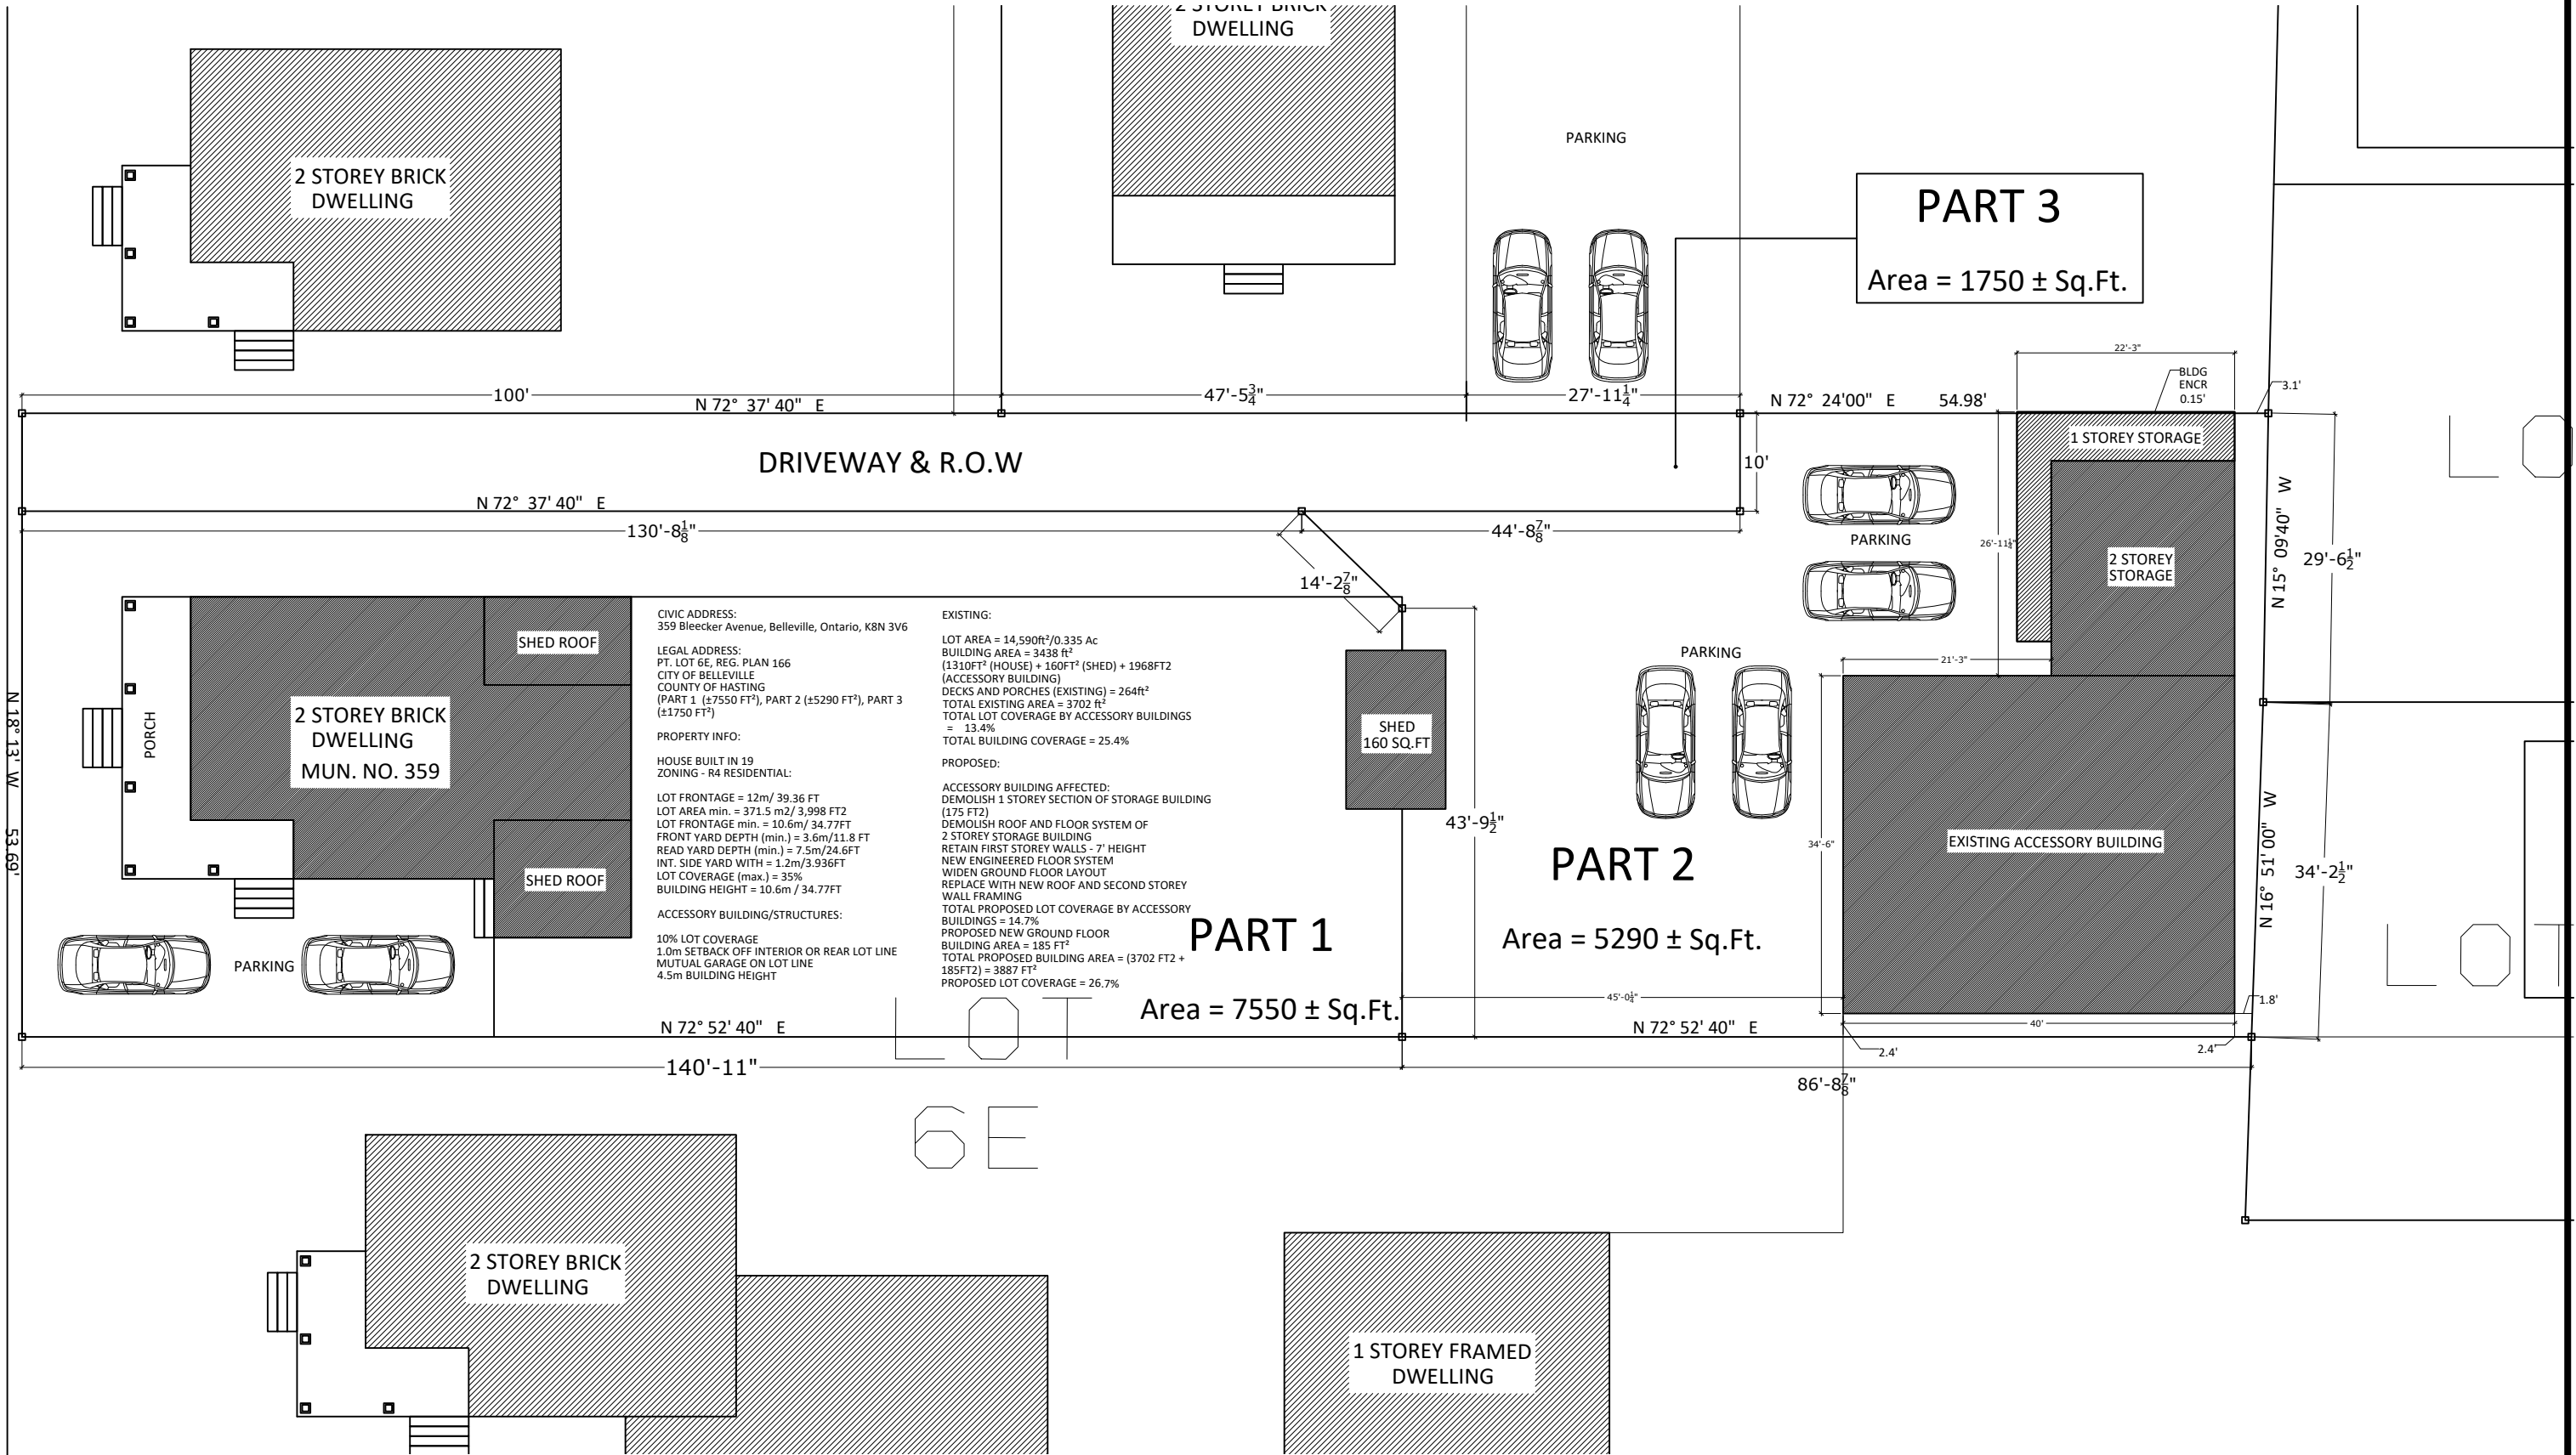 2 STOREY BRICK
DWELLING
2 STOREY BRICK
DWELLING
PARKING
PART 3
Area = 1750 ± Sq.Ft.
22'-3"
BLDG
ENCR
0.15'
3.1'
100'
N 72° 37' 40" E
47'-5¾"
27'-11¼"
N 72° 24'00" E 54.98'
DRIVEWAY & R.O.W
10'
1 STOREY STORAGE
LO
N 72° 37' 40" E
130'-8⅛"
44'-8⅞"
14'-2⅞"
PARKING
26'-11¼"
2 STOREY
STORAGE
N 15° 09'40" W
29'-6½"
N 18° 13' W 53.69'
PORCH
SHED ROOF
2 STOREY BRICK
DWELLING
MUN. NO. 359
SHED ROOF
PARKING
CIVIC ADDRESS:
359 Bleecker Avenue, Belleville, Ontario, K8N 3V6
LEGAL ADDRESS:
PT. LOT 6E, REG. PLAN 166
CITY OF BELLEVILLE
COUNTY OF HASTING
(PART 1 (±7550 FT²), PART 2 (±5290 FT²), PART 3
(±1750 FT²)
PROPERTY INFO:
HOUSE BUILT IN 19
ZONING - R4 RESIDENTIAL:
LOT FRONTAGE = 12m/ 39.36 FT
LOT AREA min. = 371.5 m2/ 3,998 FT2
LOT FRONTAGE min. = 10.6m/ 34.77FT
FRONT YARD DEPTH (min.) = 3.6m/11.8 FT
READ YARD DEPTH (min.) = 7.5m/24.6FT
INT. SIDE YARD WITH = 1.2m/3.936FT
LOT COVERAGE (max.) = 35%
BUILDING HEIGHT = 10.6m / 34.77FT
ACCESSORY BUILDING/STRUCTURES:
10% LOT COVERAGE
1.0m SETBACK OFF INTERIOR OR REAR LOT LINE
MUTUAL GARAGE ON LOT LINE
4.5m BUILDING HEIGHT
EXISTING:
LOT AREA = 14,590ft²/0.335 Ac
BUILDING AREA = 3438 ft²
(1310FT² (HOUSE) + 160FT² (SHED) + 1968FT2
(ACCESSORY BUILDING)
DECKS AND PORCHES (EXISTING) = 264ft²
TOTAL EXISTING AREA = 3702 ft²
TOTAL LOT COVERAGE BY ACCESSORY BUILDINGS
= 13.4%
TOTAL BUILDING COVERAGE = 25.4%
PROPOSED:
ACCESSORY BUILDING AFFECTED:
DEMOLISH 1 STOREY SECTION OF STORAGE BUILDING
(175 FT2)
DEMOLISH ROOF AND FLOOR SYSTEM OF
2 STOREY STORAGE BUILDING
RETAIN FIRST STOREY WALLS - 7' HEIGHT
NEW ENGINEERED FLOOR SYSTEM
WIDEN GROUND FLOOR LAYOUT
REPLACE WITH NEW ROOF AND SECOND STOREY
WALL FRAMING
TOTAL PROPOSED LOT COVERAGE BY ACCESSORY
BUILDINGS = 14.7%
PROPOSED NEW GROUND FLOOR
BUILDING AREA = 185 FT²
TOTAL PROPOSED BUILDING AREA = (3702 FT2 +
185FT2) = 3887 FT²
PROPOSED LOT COVERAGE = 26.7%
PART 1
Area = 7550 ± Sq.Ft.
SHED
160 SQ.FT
43'-9½"
PARKING
21'-3"
34'-6"
PART 2
Area = 5290 ± Sq.Ft.
EXISTING ACCESSORY BUILDING
N 16° 51' 00" W
34'-2½"
LOT
45'-0¼"
40'
1.8'
2.4'
2.4'
N 72° 52' 40" E
LOT
N 72° 52' 40" E
140'-11"
86'-8⅞"
6E
2 STOREY BRICK
DWELLING
1 STOREY FRAMED
DWELLING